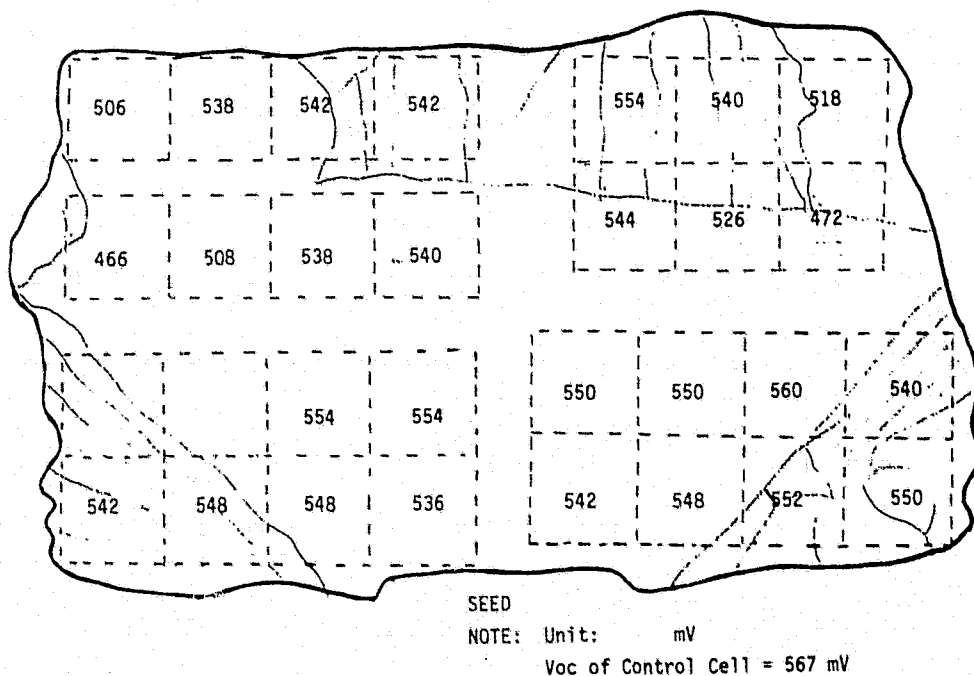 506 538 542 542 554 540 518
544 526 472
466 508 538 540
550 550 560 540
554 554
542 548 548 536 542 548 552 550
SEED
NOTE: Unit: mV
Voc of Control Cell = 567 mV